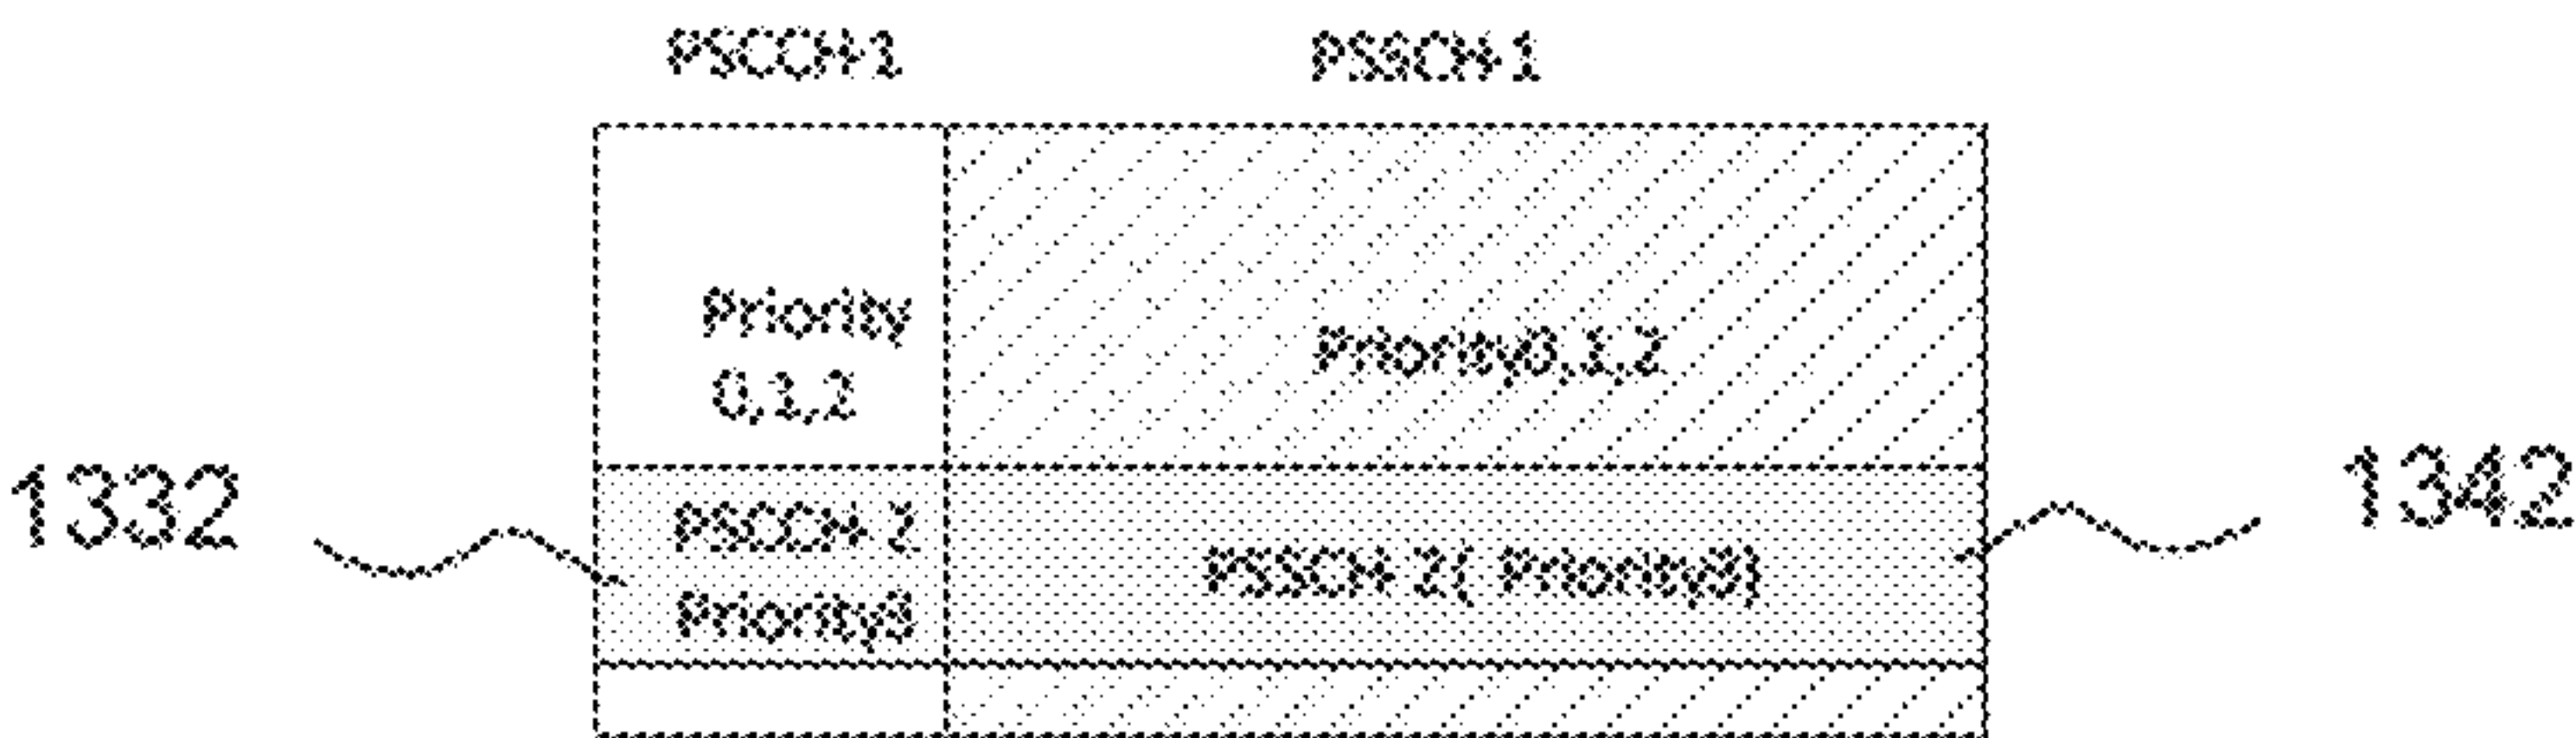 PSCCH-1
PSSCH-1
Priority
0,1,2
Priority0,1,2
1332
PSCCH-2
Priority3
PSSCH-2( Priority3)
1342